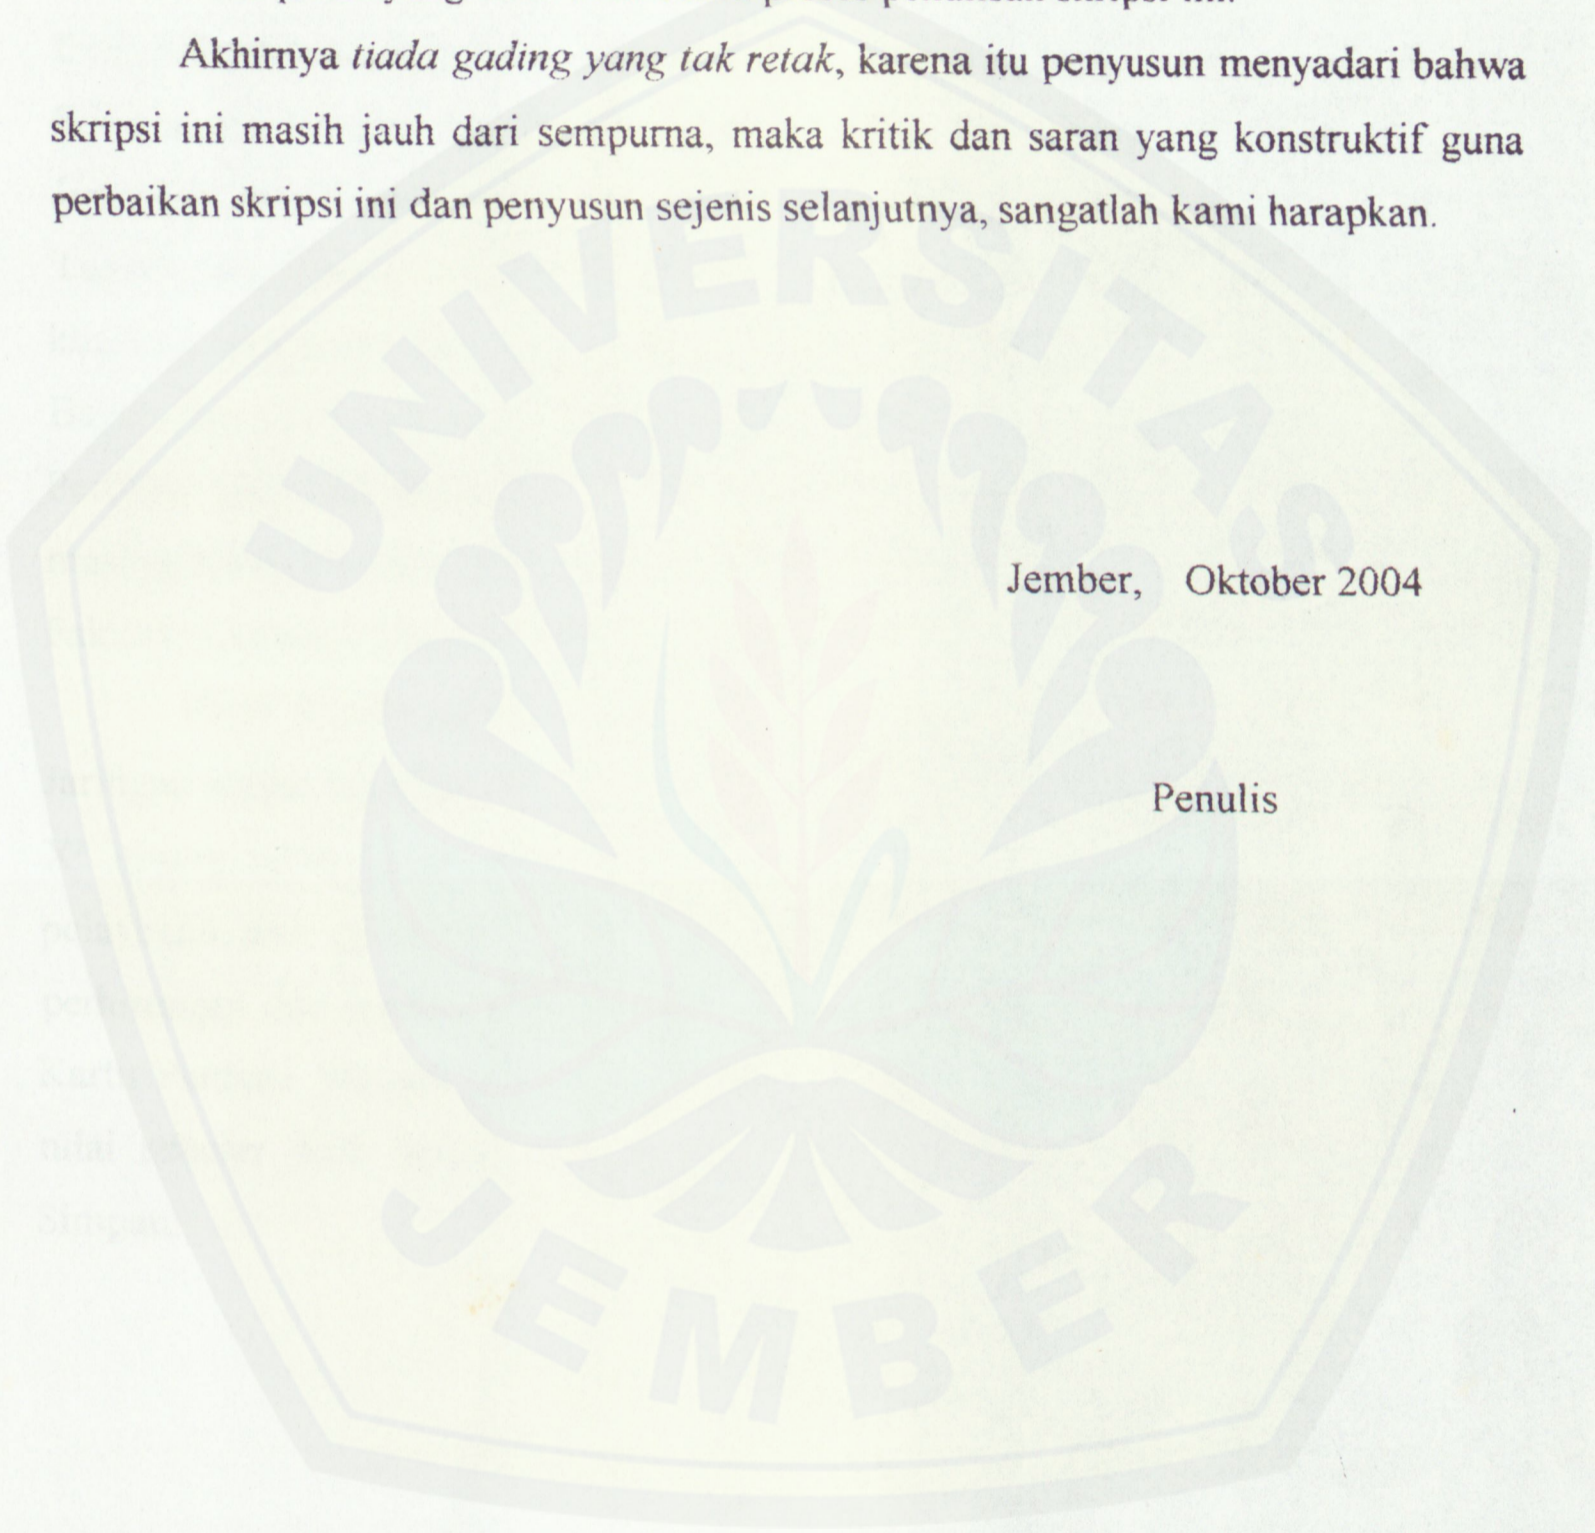 Akhirnya tiada gading yang tak retak, karena itu penyusun menyadari bahwa
skripsi ini masih jauh dari sempurna, maka kritik dan saran yang konstruktif guna
perbaikan skripsi ini dan penyusun sejenis selanjutnya, sangatlah kami harapkan.
UNIVERSITAS
Jember, Oktober 2004
Penulis
JEMBER